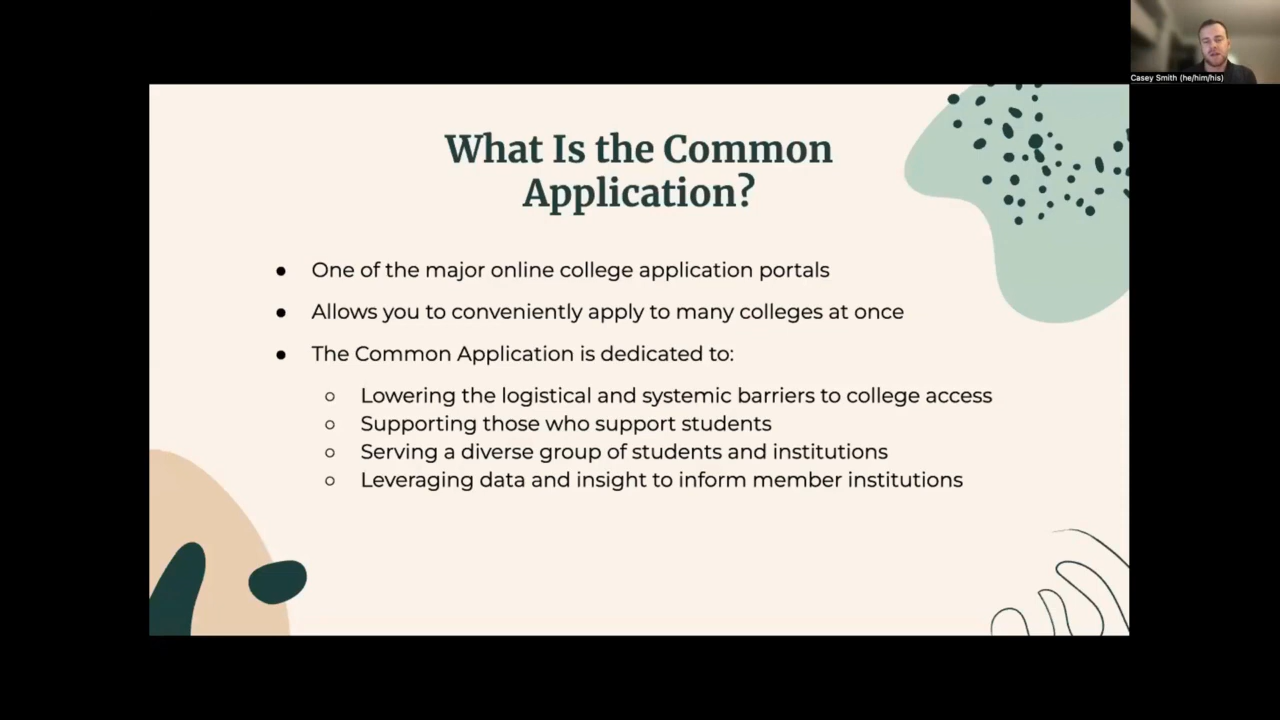 Casey Smith (he/him/his)
What Is the Common
Application?
● One of the major online college application portals
● Allows you to conveniently apply to many colleges at once
● The Common Application is dedicated to:
○ Lowering the logistical and systemic barriers to college access
○ Supporting those who support students
○ Serving a diverse group of students and institutions
○ Leveraging data and insight to inform member institutions